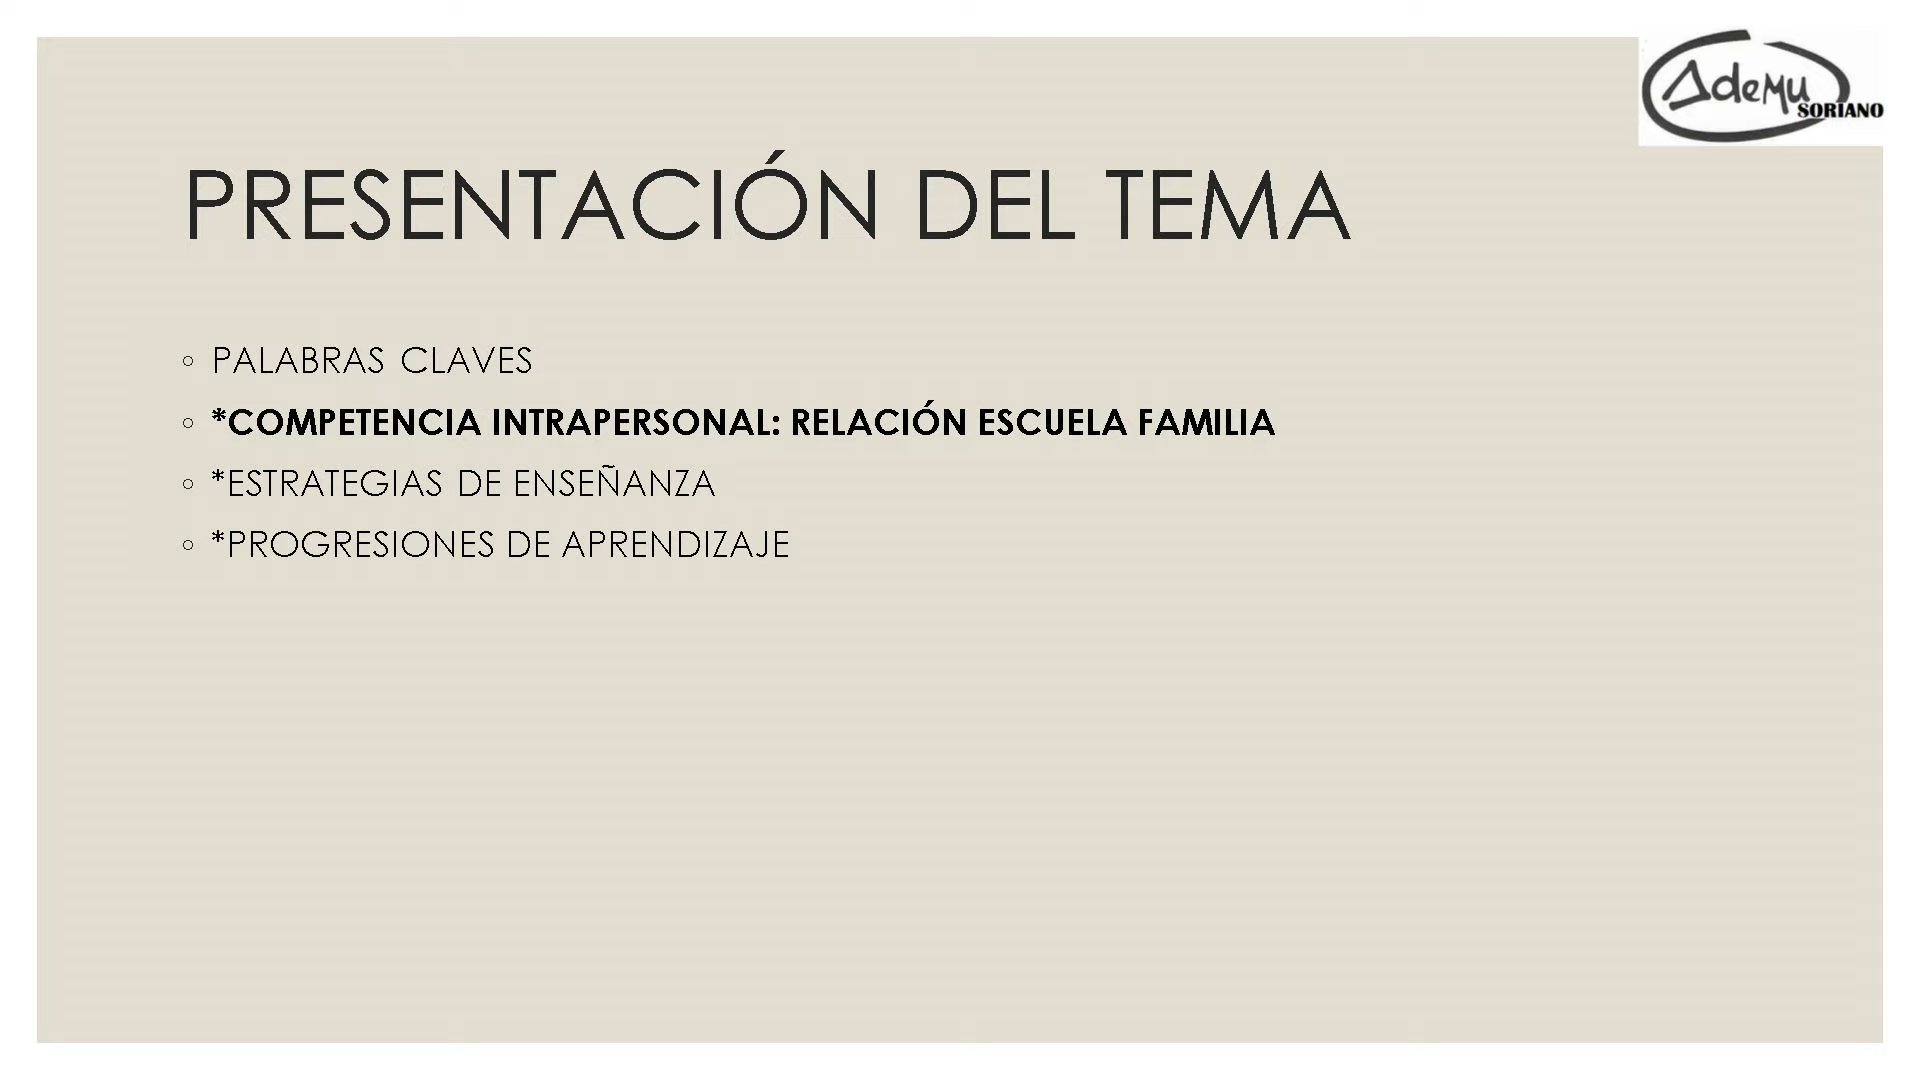 AdeMu
SORIANO
PRESENTACIÓN DEL TEMA
◦ PALABRAS CLAVES
◦ *COMPETENCIA INTRAPERSONAL: RELACIÓN ESCUELA FAMILIA
◦ *ESTRATEGIAS DE ENSEÑANZA
◦ *PROGRESIONES DE APRENDIZAJE